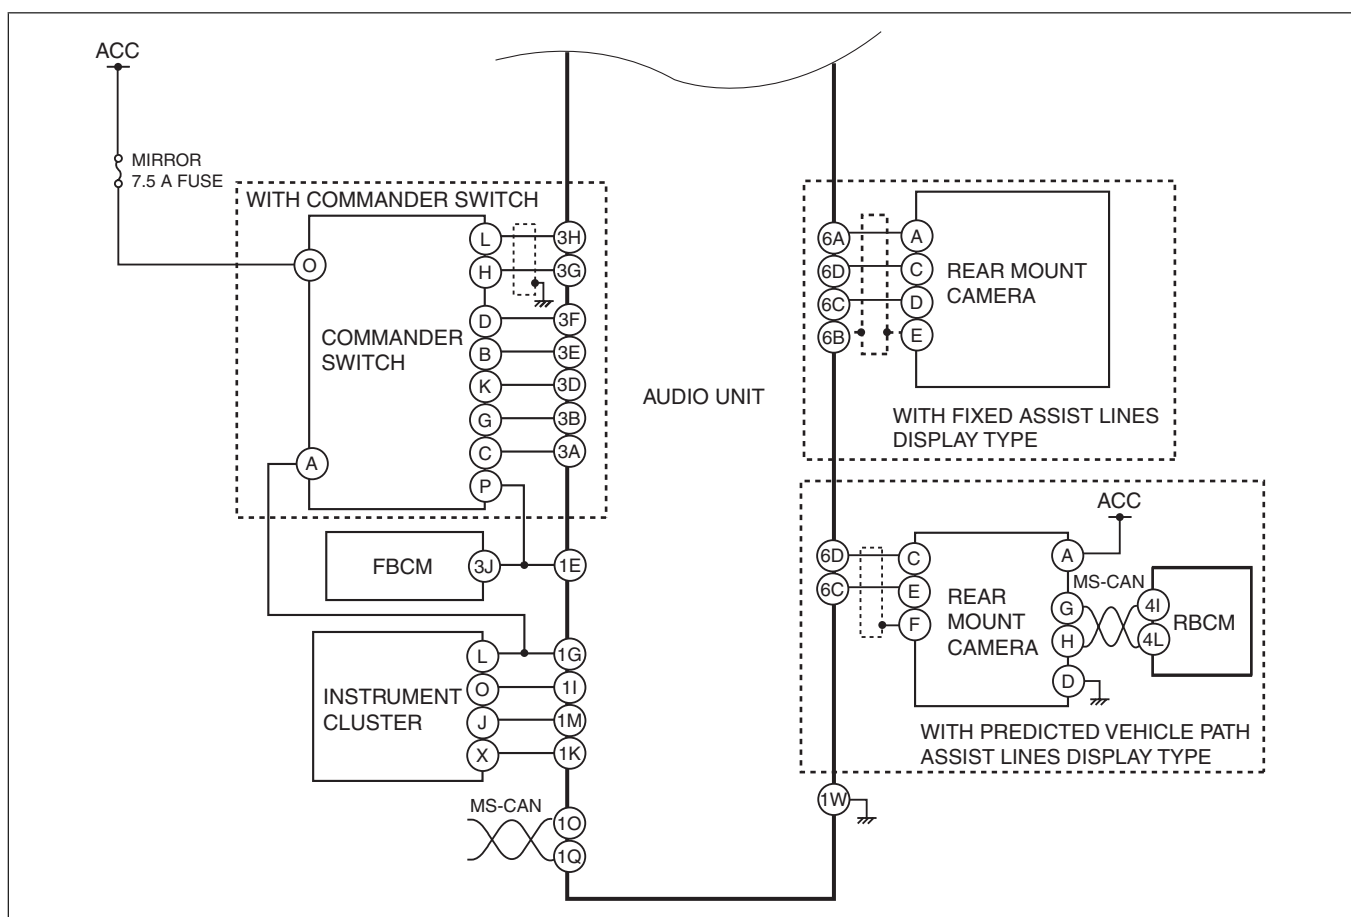 ACC
MIRROR
7.5 A FUSE
WITH COMMANDER SWITCH
O
A
COMMANDER
SWITCH
L
H
D
B
K
G
C
P
3H
3G
3F
3E
3D
3B
3A
FBCM
3J
1E
INSTRUMENT
CLUSTER
L
O
J
X
1G
1I
1M
1K
MS-CAN
1O
1Q
AUDIO UNIT
6A
6D
6C
6B
A
C
D
E
REAR MOUNT
CAMERA
WITH FIXED ASSIST LINES
DISPLAY TYPE
6D
6C
C
E
F
REAR
MOUNT
CAMERA
ACC
A
G
H
D
MS-CAN
4I
4L
RBCM
WITH PREDICTED VEHICLE PATH
ASSIST LINES DISPLAY TYPE
1W